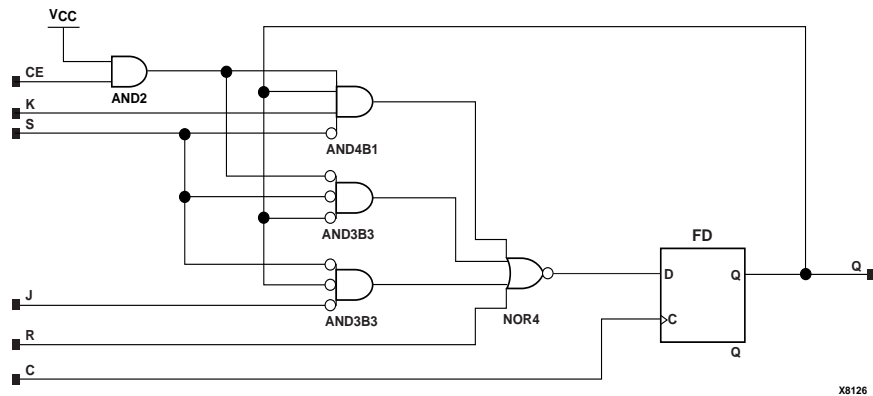 VCC
CE
AND2
K
S
AND4B1
AND3B3
FD
D
Q
Q
J
AND3B3
NOR4
C
R
Q
C
X8126